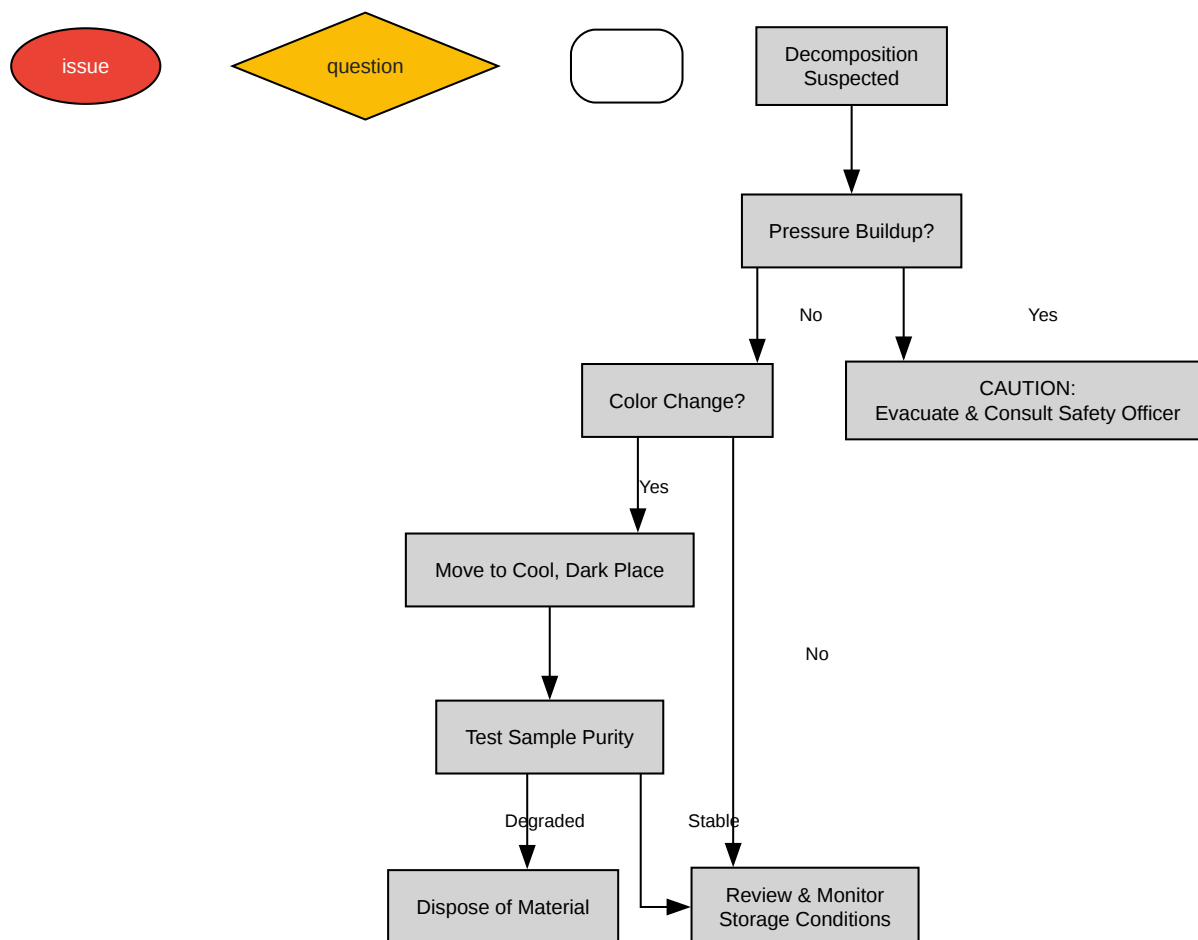 issue
question
Decomposition
Suspected
Pressure Buildup?
No
Yes
Color Change?
CAUTION:
Evacuate & Consult Safety Officer
Yes
Move to Cool, Dark Place
No
Test Sample Purity
Degraded
Stable
Dispose of Material
Review & Monitor
Storage Conditions